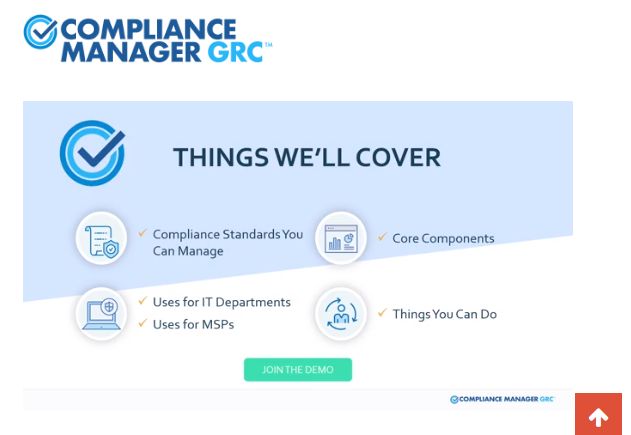 COMPLIANCE
MANAGER GRC™
THINGS WE'LL COVER
Compliance Standards You
Can Manage
Core Components
Uses for IT Departments
Uses for MSPs
Things You Can Do
JOIN THE DEMO
COMPLIANCE MANAGER GRC